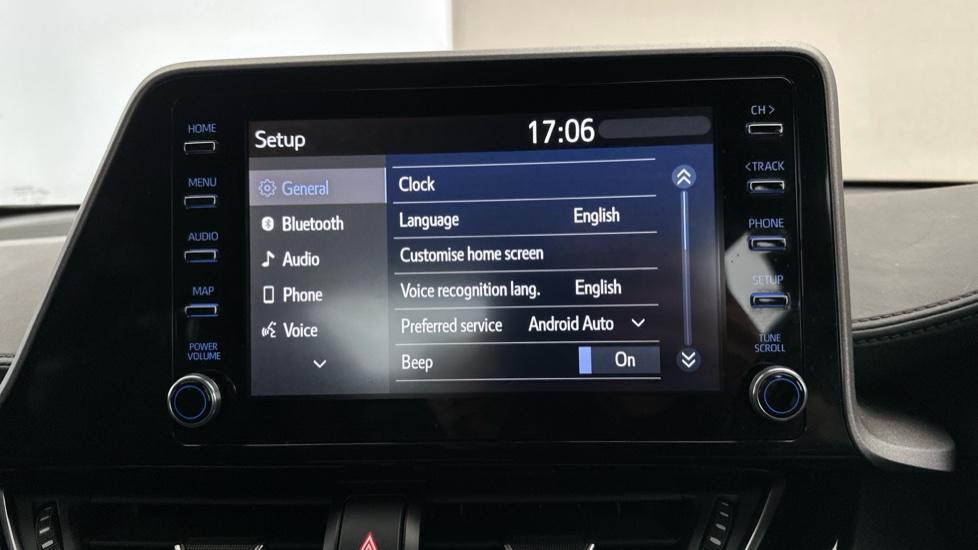 HOME
MENU
AUDIO
MAP
POWER
VOLUME
Setup 17:06
General
Bluetooth
Audio
Phone
Voice
Clock
Language English
Customise home screen
Voice recognition lang. English
Preferred service Android Auto
Beep On
CH >
< TRACK
PHONE
SETUP
TUNE
SCROLL